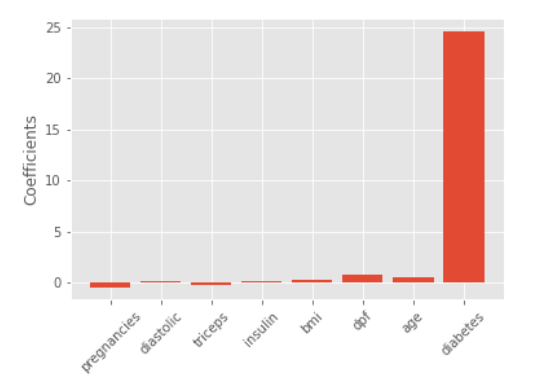 25
20
15
10
5
0
Coefficients
pregnancies
diastolic
triceps
insulin
bmi
dpf
age
diabetes